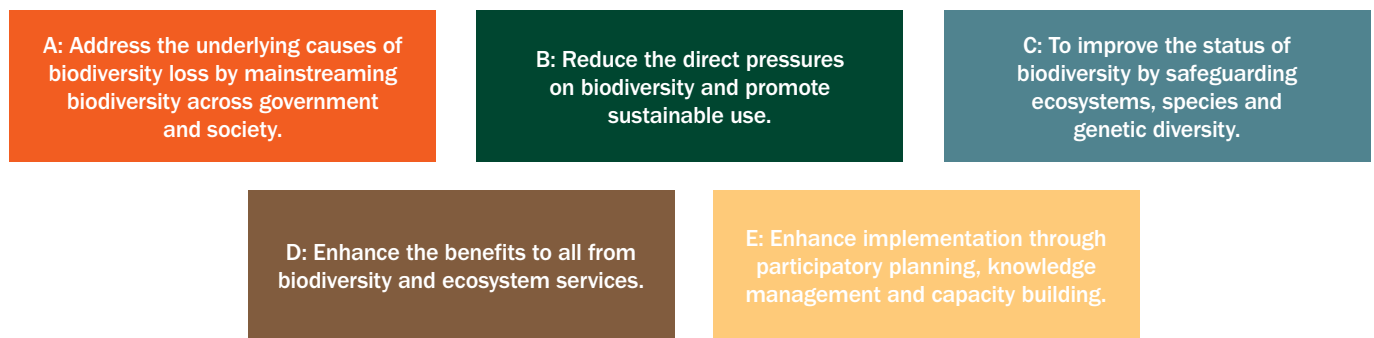 A: Address the underlying causes of
biodiversity loss by mainstreaming
biodiversity across government
and society.
B: Reduce the direct pressures
on biodiversity and promote
sustainable use.
C: To improve the status of
biodiversity by safeguarding
ecosystems, species and
genetic diversity.
D: Enhance the benefits to all from
biodiversity and ecosystem services.
E: Enhance implementation through
participatory planning, knowledge
management and capacity building.